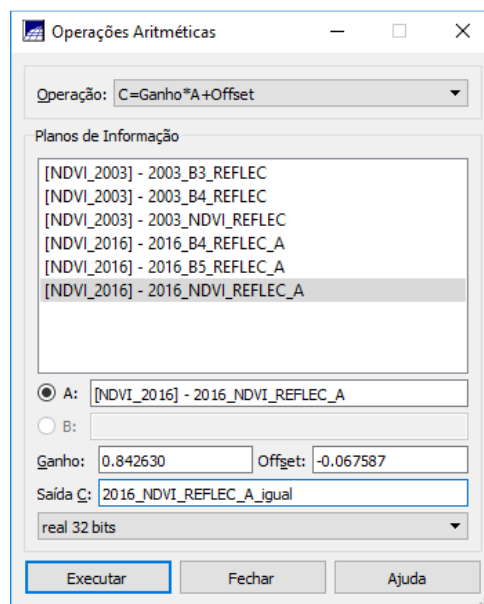 Operações Aritméticas
Operação: C=Ganho*A+Offset
Planos de Informação
[NDVI_2003] - 2003_B3_REFLEC
[NDVI_2003] - 2003_B4_REFLEC
[NDVI_2003] - 2003_NDVI_REFLEC
[NDVI_2016] - 2016_B4_REFLEC_A
[NDVI_2016] - 2016_B5_REFLEC_A
[NDVI_2016] - 2016_NDVI_REFLEC_A
A: [NDVI_2016] - 2016_NDVI_REFLEC_A
B:
Ganho: 0.842630 Offset: -0.067587
Saída C: 2016_NDVI_REFLEC_A_igual
real 32 bits
Executar Fechar Ajuda